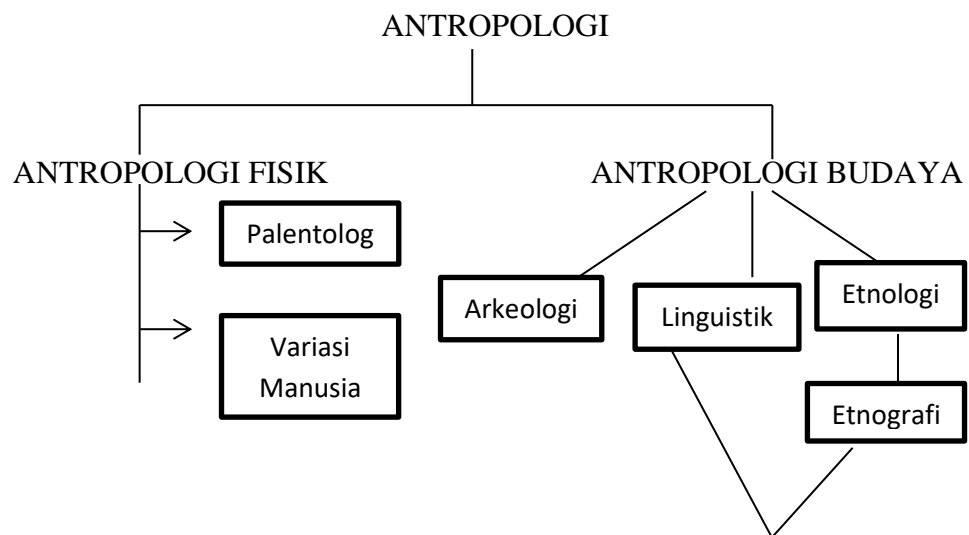 ANTROPOLOGI
ANTROPOLOGI FISIK
ANTROPOLOGI BUDAYA
Palentolog
Variasi
Manusia
Arkeologi
Linguistik
Etnologi
Etnografi